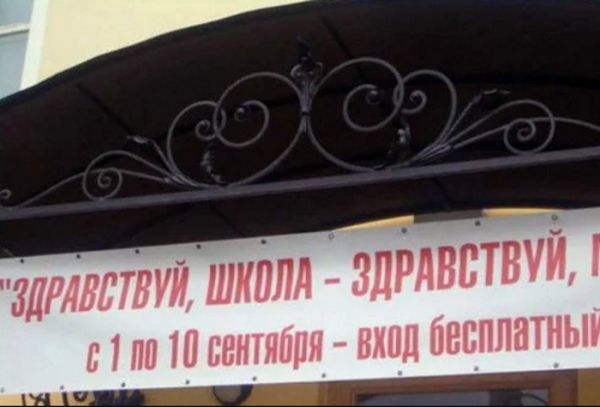 "ЗДРАВСТВУЙ, ШКОЛА – ЗДРАВСТВУЙ,
с 1 по 10 сентября – вход бесплатный